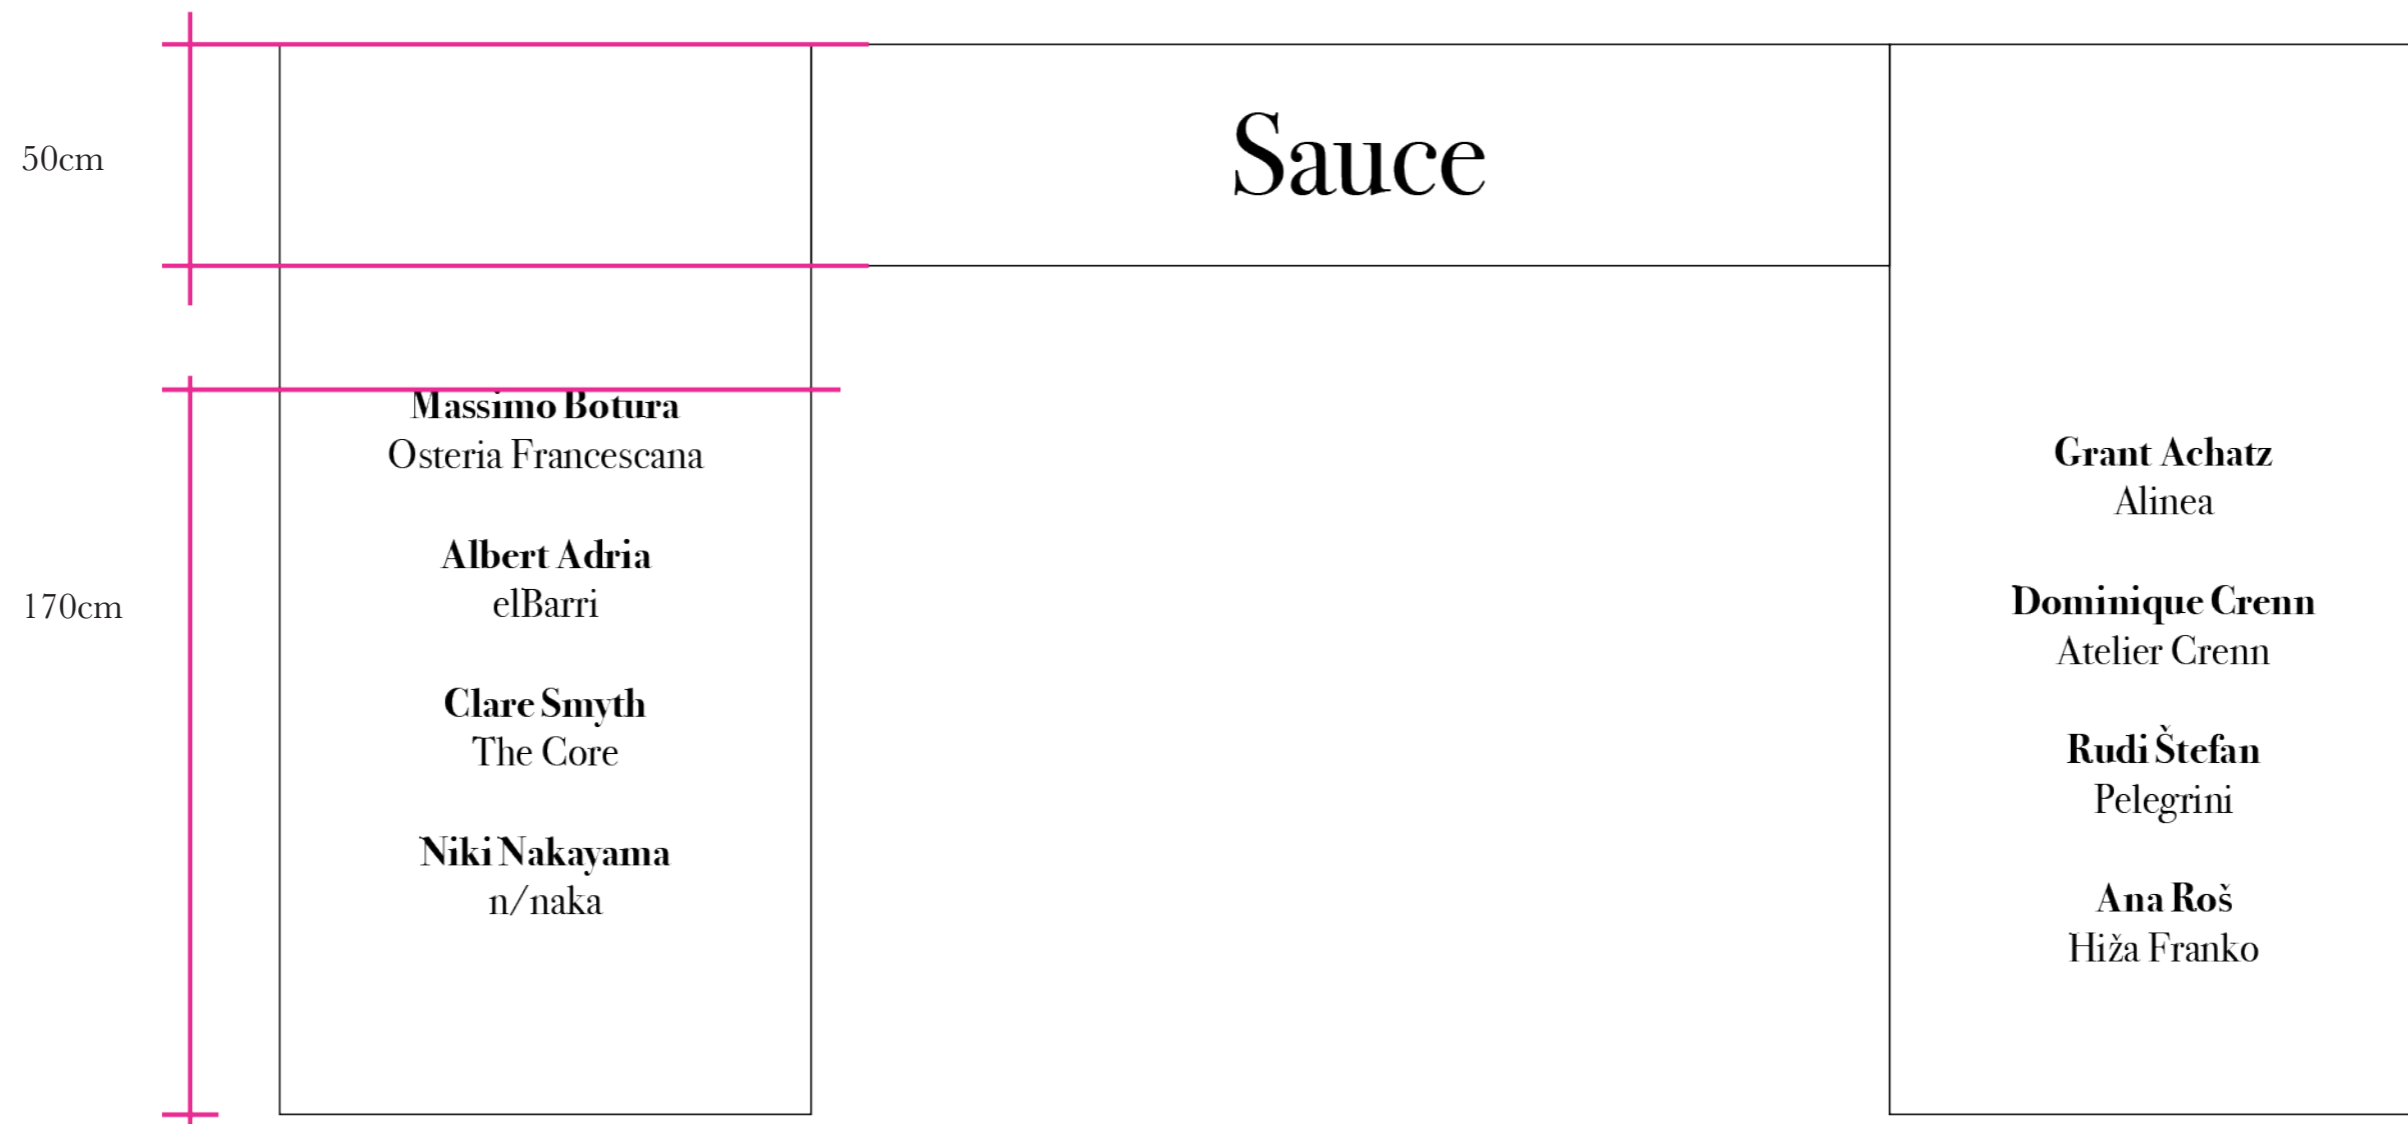 50cm
Sauce
170cm
Massimo Botura
Osteria Francescana
Albert Adria
elBarri
Clare Smyth
The Core
Niki Nakayama
n/naka
Grant Achatz
Alinea
Dominique Crenn
Atelier Crenn
Rudi Štefan
Pelegrini
Ana Roš
Hiža Franko